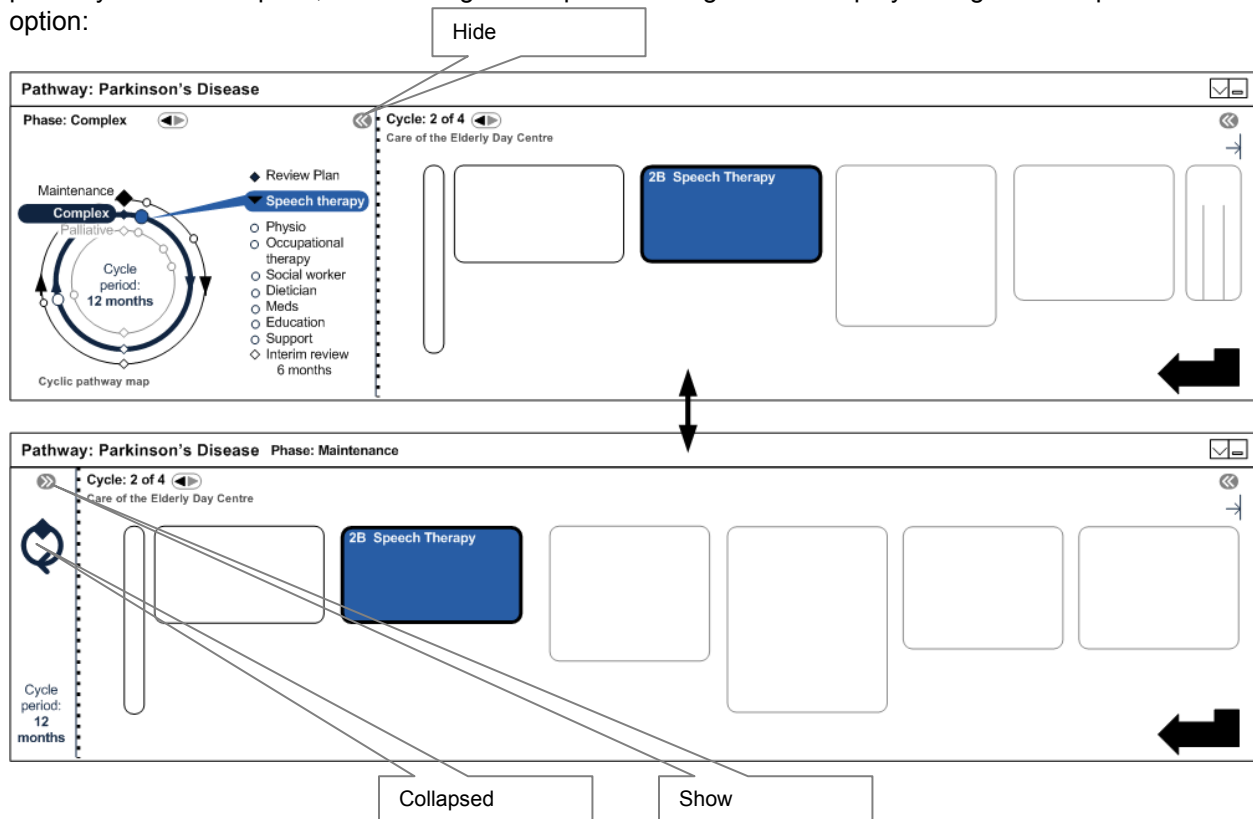 option:
Hide
Pathway: Parkinson's Disease
Phase: Complex
Cycle: 2 of 4
Care of the Elderly Day Centre
Maintenance
Complex
Palliative
Cycle
period:
12 months
Cyclic pathway map
Review Plan
Speech therapy
Physio
Occupational
therapy
Social worker
Dietician
Meds
Education
Support
Interim review
6 months
2B Speech Therapy
Pathway: Parkinson's Disease Phase: Maintenance
Cycle: 2 of 4
Care of the Elderly Day Centre
2B Speech Therapy
Cycle
period:
12
months
Collapsed
Show